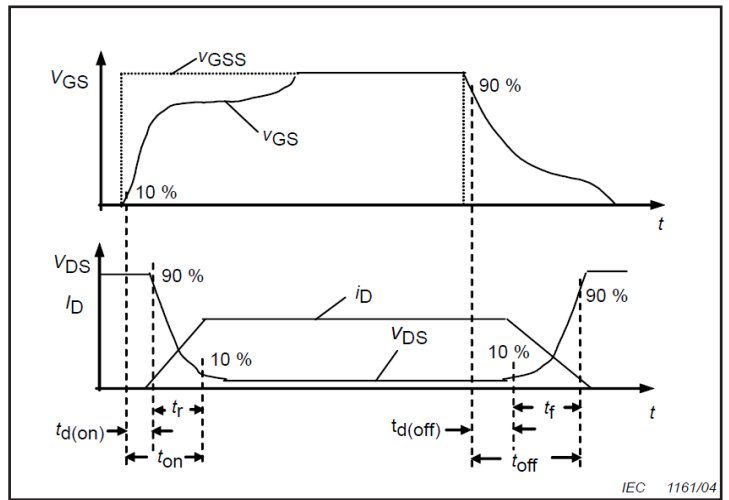 vGSS
VGS
90 %
vGS
10 %
t
VDS
90 %
ID
iD
90 %
VDS
10 %
10 %
tr
tf
t
td(on)
td(off)
ton
toff
IEC 1161/04